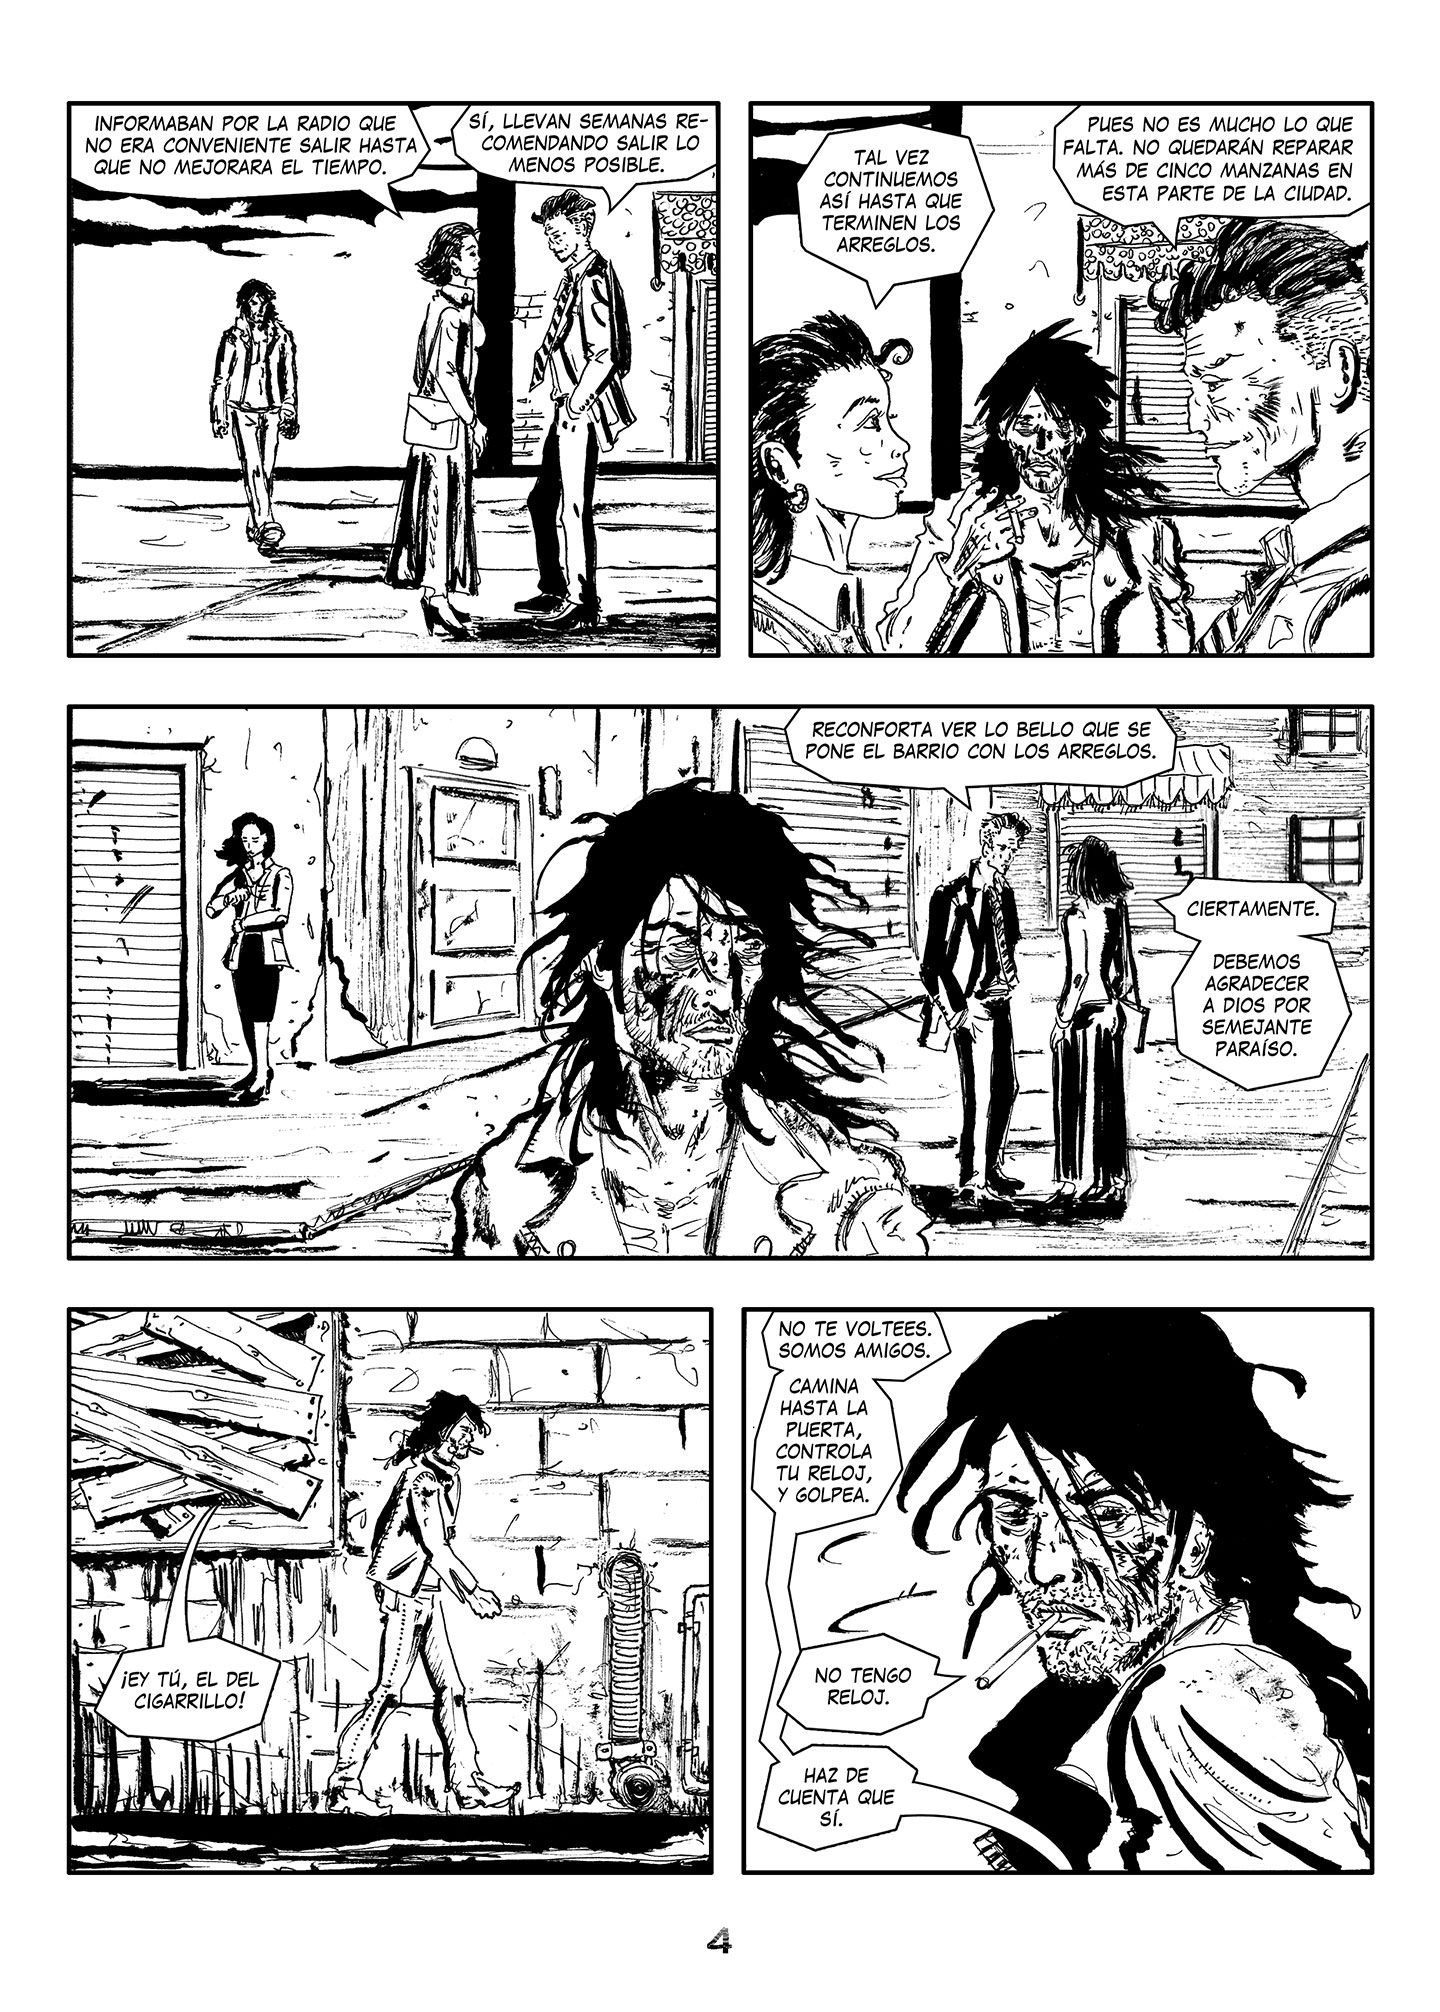 INFORMABAN POR LA RADIO QUE
NO ERA CONVENIENTE SALIR HASTA
QUE NO MEJORARA EL TIEMPO.
SÍ, LLEVAN SEMANAS RE-
COMENDANDO SALIR LO
MENOS POSIBLE.
TAL VEZ
CONTINUEMOS
ASÍ HASTA QUE
TERMINEN LOS
ARREGLOS.
PUES NO ES MUCHO LO QUE
FALTA. NO QUEDARÁN REPARAR
MÁS DE CINCO MANZANAS EN
ESTA PARTE DE LA CIUDAD.
RECONFORTA VER LO BELLO QUE SE
PONE EL BARRIO CON LOS ARREGLOS.
CIERTAMENTE.
DEBEMOS
AGRADECER
A DIOS POR
SEMEJANTE
PARAÍSO.
¡EY TÚ, EL DEL
CIGARRILLO!
NO TE VOLTEES.
SOMOS AMIGOS.
CAMINA
HASTA LA
PUERTA,
CONTROLA
TU RELOJ,
Y GOLPEA.
NO TENGO
RELOJ.
HAZ DE
CUENTA QUE
SÍ.
4